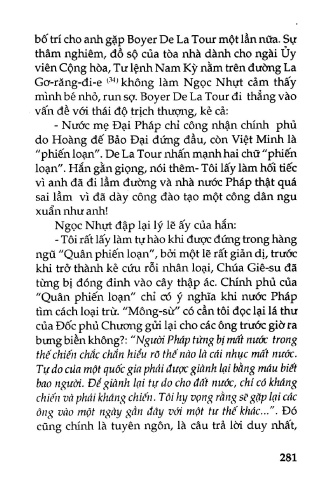 bố trí cho anh gặp Boyer De La Tour một lần nữa. Sự
thâm nghiêm, đồ sộ của tòa nhà dành cho ngài Ủy
viên Cộng hòa, Tư lệnh Nam Kỳ nằm trên đường La
Gơ-răng-đi-e (34) không làm Ngọc Nhựt cảm thấy
mình bé nhỏ, run sợ. Boyer De La Tour đi thẳng vào
vấn đề với thái độ trịch thượng, kẻ cả:
- Nước mẹ Đại Pháp chỉ công nhận chính phủ
do Hoàng đế Bảo Đại đứng đầu, còn Việt Minh là
“phiến loạn”. De La Tour nhấn mạnh hai chữ “phiến
loạn”. Hắn gằn giọng, nói thêm- Tôi lấy làm hối tiếc
vì anh đã đi lầm đường và nhà nước Pháp thật quá
sai lầm vì đã dày công đào tạo một công dân ngu
xuẩn như anh!
Ngọc Nhựt đập lại lý lẽ ấy của hắn:
- Tôi rất lấy làm tự hào khi được đứng trong hàng
ngũ “Quân phiến loạn”, bởi một lẽ rất giản dị, trước
khi trở thành kẻ cứu rỗi nhân loại, Chúa Giê-su đã
từng bị đóng đinh vào cây thập ác. Chính phủ của
“Quân phiến loạn” chỉ có ý nghĩa khi nước Pháp
tìm cách loại trừ. “Mông-sừ” có cần tôi đọc lại lá thư
của Đốc phủ Chương gửi lại cho các ông trước giờ ra
bưng biền không?: “Người Pháp từng bị mất nước trong
thế chiến chắc chắn hiểu rõ thế nào là cái nhục mất nước.
Tự do của một quốc gia phải được giành lại bằng máu biết
bao người. Để giành lại tự do cho đất nước, chỉ có kháng
chiến và phải kháng chiến. Tôi hy vọng rằng sẽ gặp lại các
ông vào một ngày gần đây với một tư thế khác...”. Đó
cũng chính là tuyên ngôn, là câu trả lời duy nhất,
281